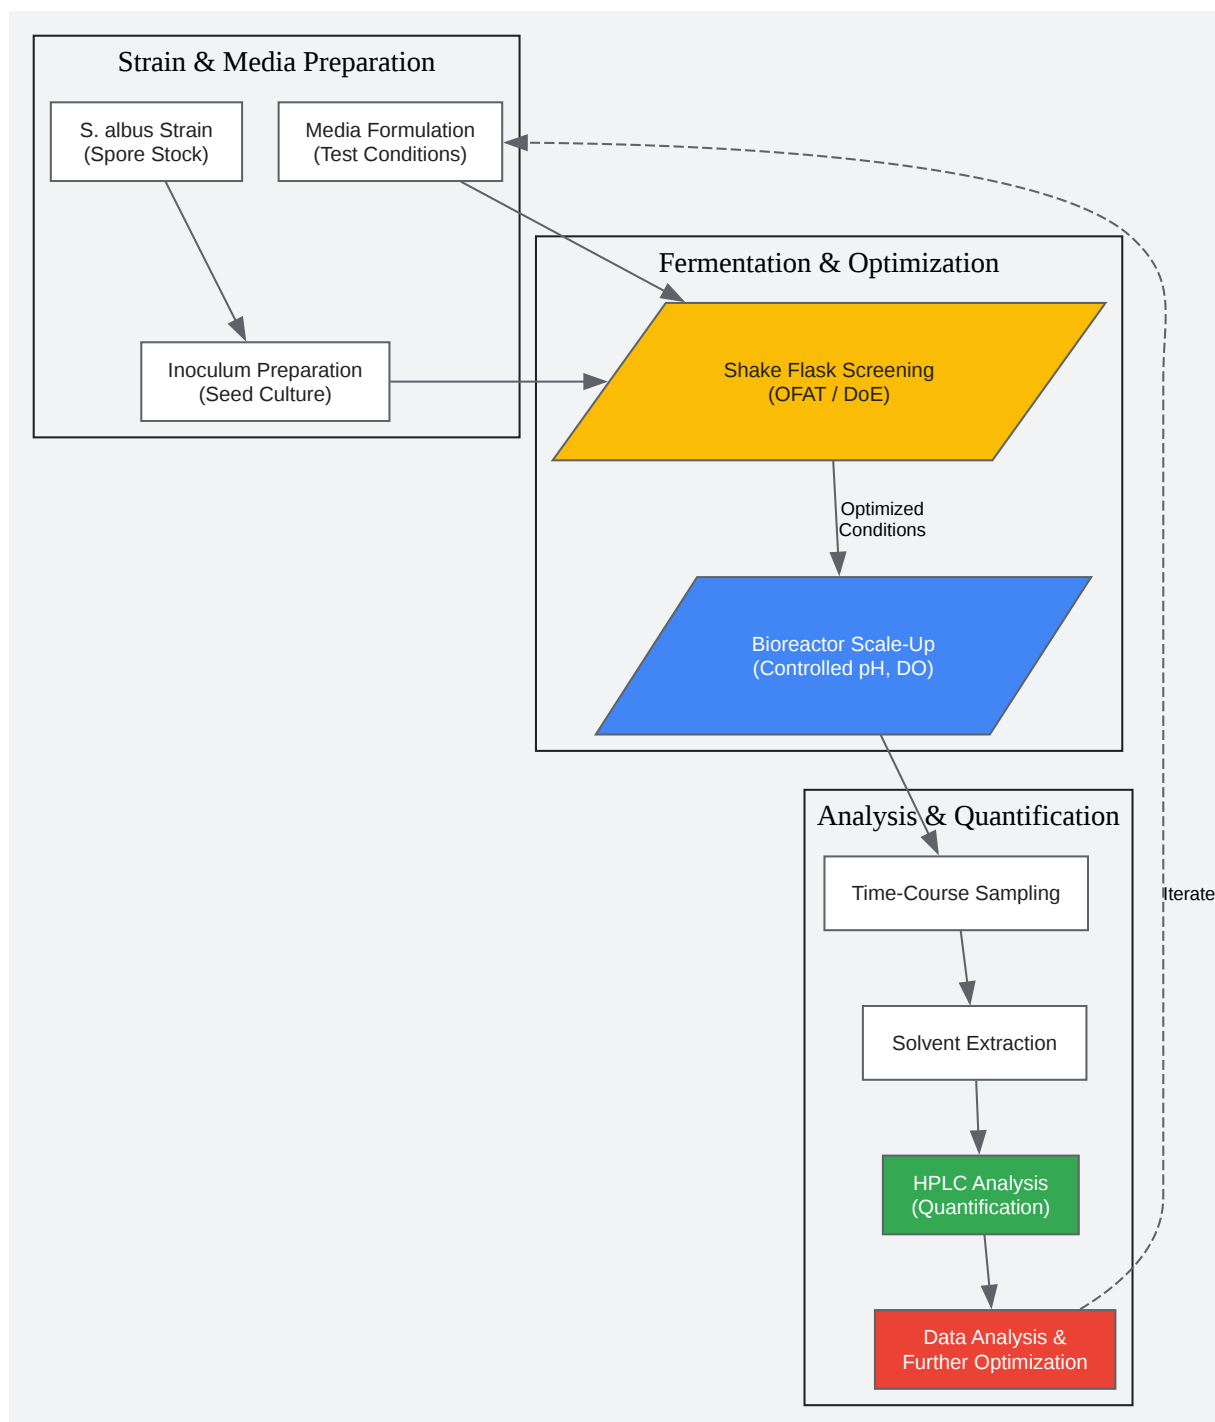 Strain & Media Preparation
S. albus Strain
(Spore Stock)
Media Formulation
(Test Conditions)
Inoculum Preparation
(Seed Culture)
Fermentation & Optimization
Shake Flask Screening
(OFAT / DoE)
Optimized
Conditions
Bioreactor Scale-Up
(Controlled pH, DO)
Analysis & Quantification
Time-Course Sampling
Iterate
Solvent Extraction
HPLC Analysis
(Quantification)
Data Analysis &
Further Optimization